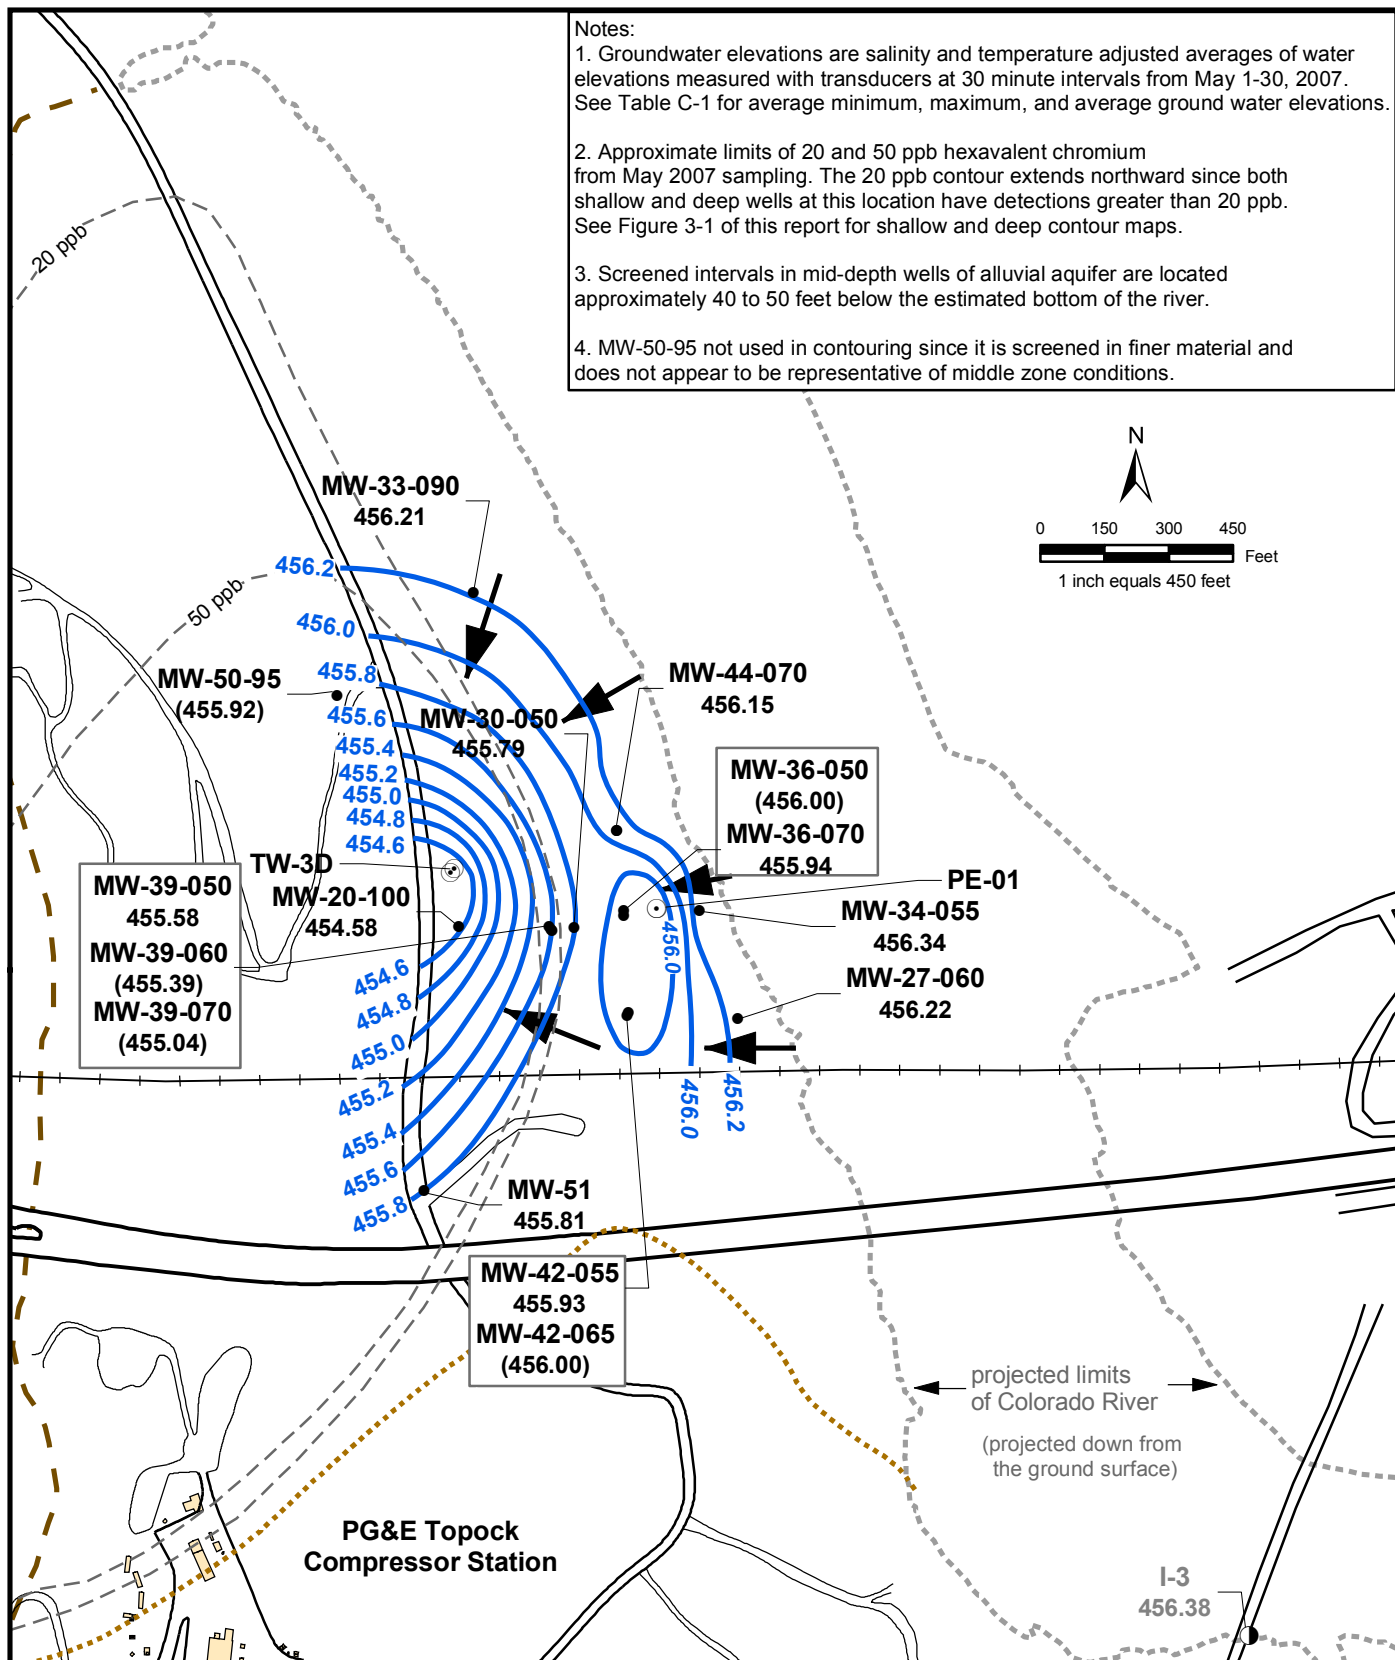 Notes:
1. Groundwater elevations are salinity and temperature adjusted averages of water
elevations measured with transducers at 30 minute intervals from May 1-30, 2007.
See Table C-1 for average minimum, maximum, and average ground water elevations.
2. Approximate limits of 20 and 50 ppb hexavalent chromium
from May 2007 sampling. The 20 ppb contour extends northward since both
shallow and deep wells at this location have detections greater than 20 ppb.
See Figure 3-1 of this report for shallow and deep contour maps.
3. Screened intervals in mid-depth wells of alluvial aquifer are located
approximately 40 to 50 feet below the estimated bottom of the river.
4. MW-50-95 not used in contouring since it is screened in finer material and
does not appear to be representative of middle zone conditions.
20 ppb
N
0 150 300 450
Feet
1 inch equals 450 feet
MW-33-090
456.21
456.2
50 ppb
456.0
455.8
MW-50-95
(455.92)
455.6
MW-30-050
455.79
MW-44-070
456.15
455.4
455.2
455.0
454.8
454.6
MW-36-050
(456.00)
MW-36-070
455.94
TW-3D
MW-20-100
454.58
PE-01
MW-34-055
456.34
MW-27-060
456.22
MW-39-050
455.58
MW-39-060
(455.39)
MW-39-070
(455.04)
456.0
454.6
454.8
455.0
455.2
455.4
455.6
455.8
456.0
456.2
MW-51
455.81
MW-42-055
455.93
MW-42-065
(456.00)
projected limits
of Colorado River
(projected down from
the ground surface)
PG&E Topock
Compressor Station
I-3
456.38